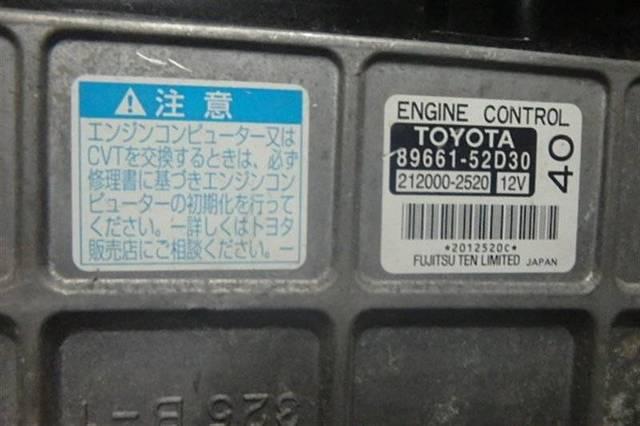 ⚠注意
エンジンコンピューター又は
CVTを交換するときは、必ず
修理書に基づきエンジンコン
ピューターの初期化を行って
ください。ー詳しくはトヨタ
販売店にご相談ください。ー
ENGINE CONTROL
TOYOTA
89661-52D30
212000-2520 12V
40
*2012520C*
FUJITSU TEN LIMITED JAPAN